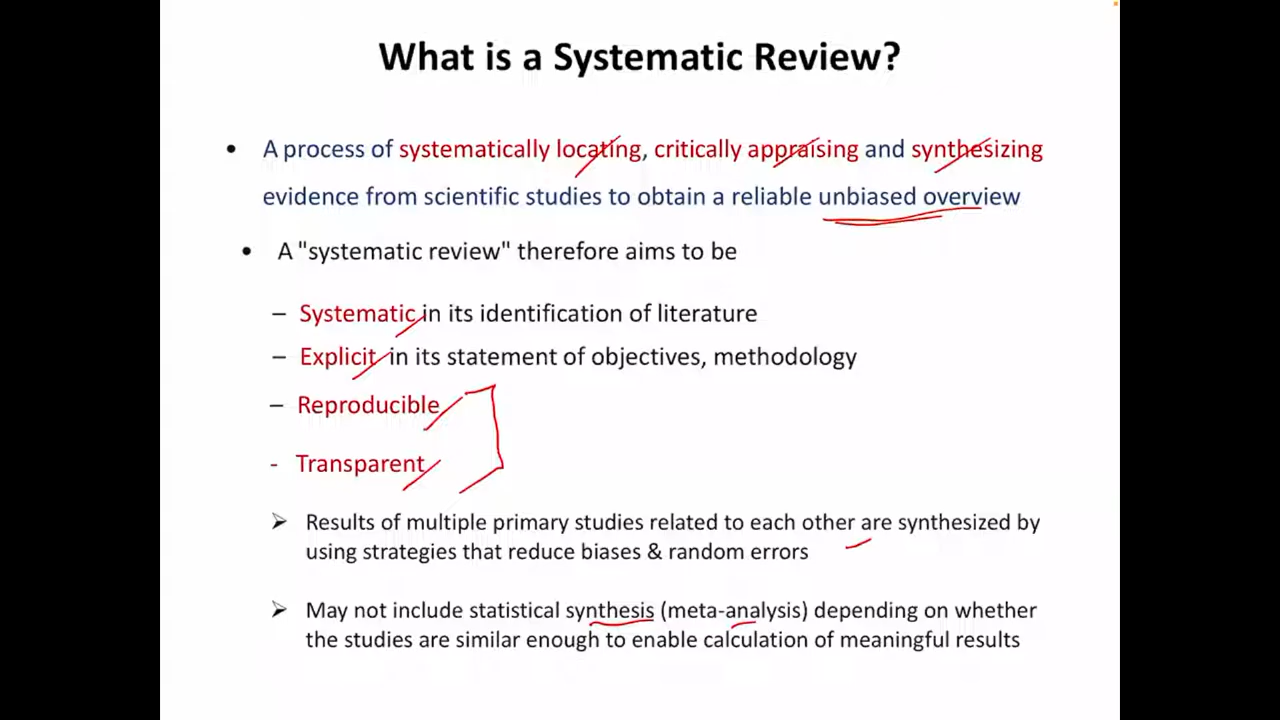 What is a Systematic Review?
• A process of systematically locating, critically appraising and synthesizing
evidence from scientific studies to obtain a reliable unbiased overview
• A "systematic review" therefore aims to be
– Systematic in its identification of literature
– Explicit in its statement of objectives, methodology
– Reproducible
- Transparent
➢ Results of multiple primary studies related to each other are synthesized by
using strategies that reduce biases & random errors
➢ May not include statistical synthesis (meta-analysis) depending on whether
the studies are similar enough to enable calculation of meaningful results